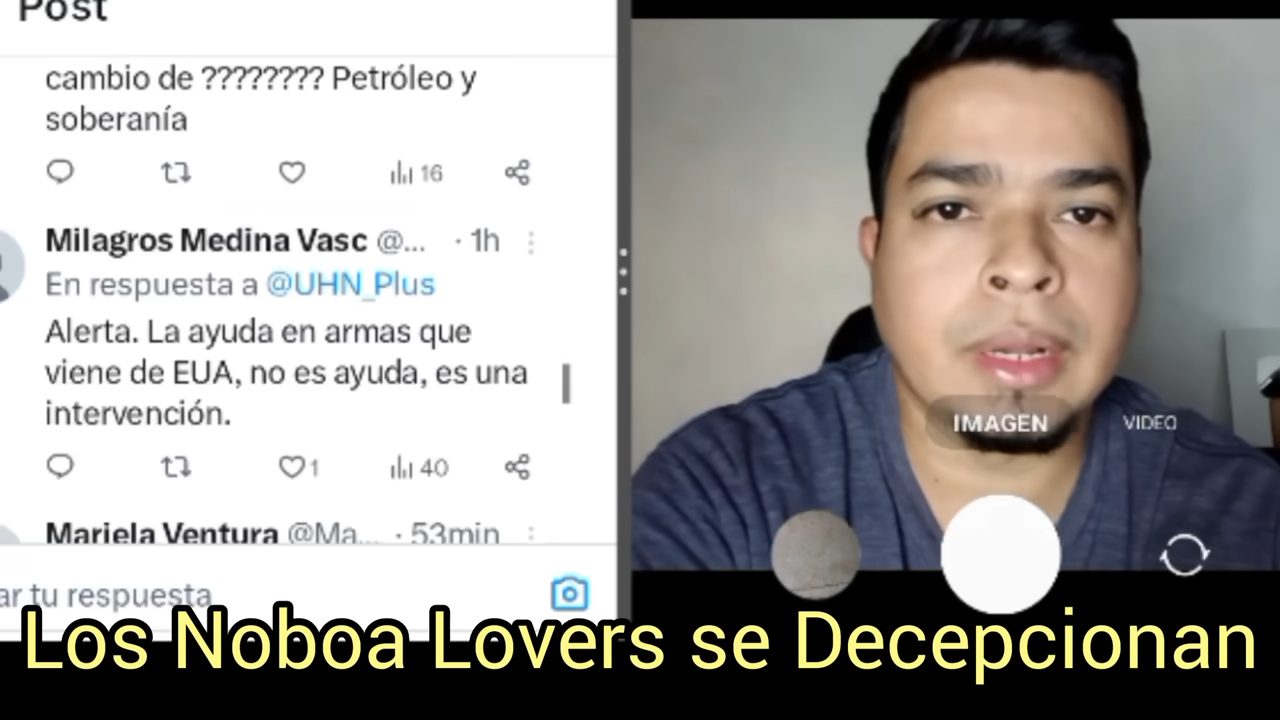 Post
cambio de ???????? Petróleo y
soberanía
16
Milagros Medina Vasc @... · 1h
En respuesta a @UHN_Plus
Alerta. La ayuda en armas que
viene de EUA, no es ayuda, es una
intervención.
1 40
Mariela Ventura @Ma... · 53min
ar tu respuesta
IMAGEN VIDEO
Los Noboa Lovers se Decepcionan